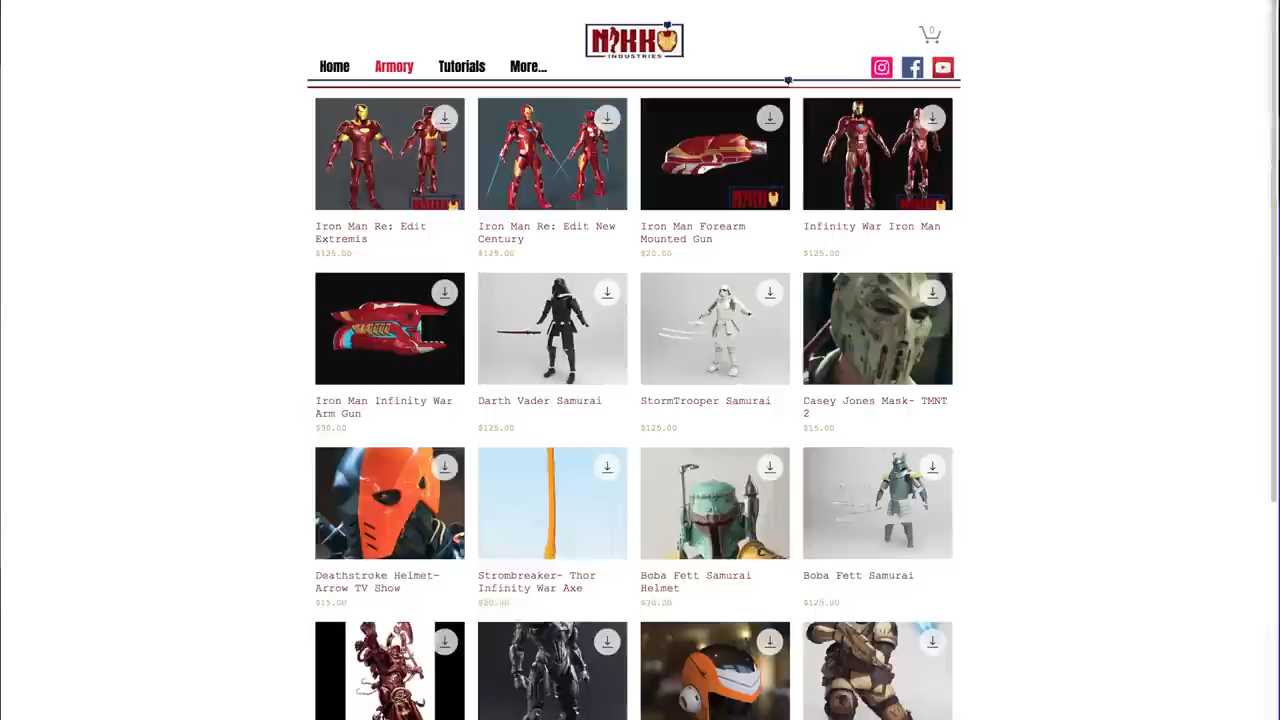 NIKKO
INDUSTRIES
0
Home
Armory
Tutorials
More...
Iron Man Re: Edit
Extremis
$125.00
Iron Man Re: Edit New
Century
$125.00
Iron Man Forearm
Mounted Gun
$20.00
Infinity War Iron Man
$125.00
Iron Man Infinity War
Arm Gun
$30.00
Darth Vader Samurai
$125.00
StormTrooper Samurai
$125.00
Casey Jones Mask- TMNT
2
$15.00
Deathstroke Helmet-
Arrow TV Show
$15.00
Strombreaker- Thor
Infinity War Axe
$20.00
Boba Fett Samurai
Helmet
$30.00
Boba Fett Samurai
$125.00